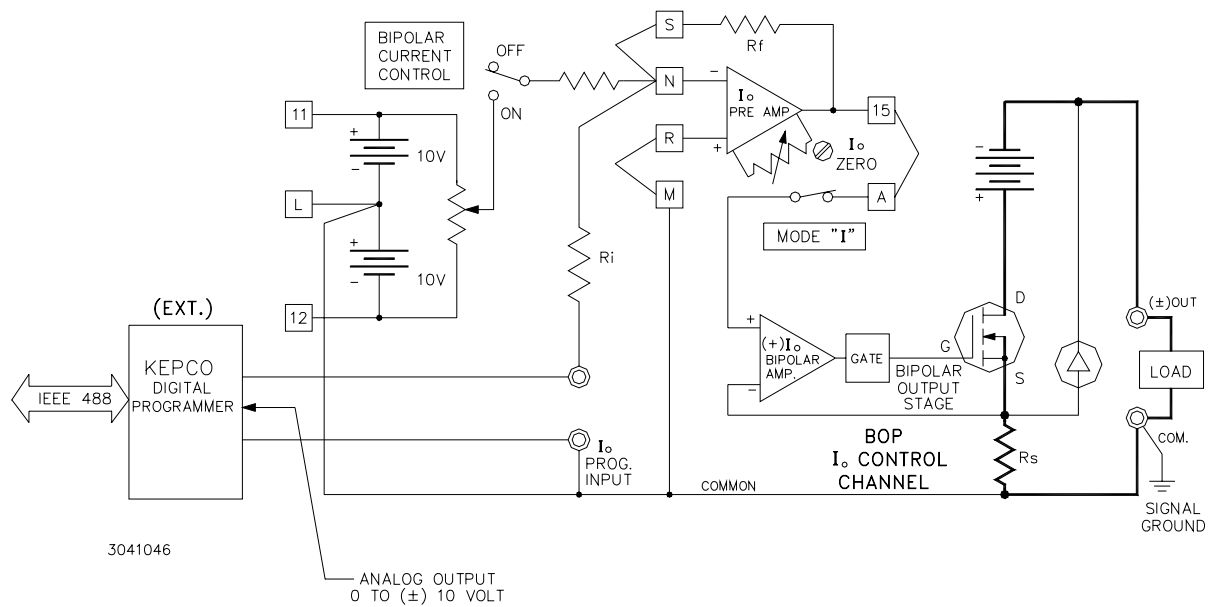 BIPOLAR
CURRENT
CONTROL
OFF
ON
S
Rf
N
−
Io
PRE AMP
+
15
R
M
Io
ZERO
A
MODE "I"
11
+
10V
−
L
+
10V
−
12
Ri
−
+
(EXT.)
KEPCO
DIGITAL
PROGRAMMER
IEEE 488
+
(+)Io
BIPOLAR
AMP.
−
GATE
G
D
S
BIPOLAR
OUTPUT
STAGE
(±)OUT
LOAD
COM.
Io
PROG.
INPUT
BOP
Io CONTROL
CHANNEL
Rs
COMMON
SIGNAL
GROUND
3041046
ANALOG OUTPUT
0 TO (±) 10 VOLT